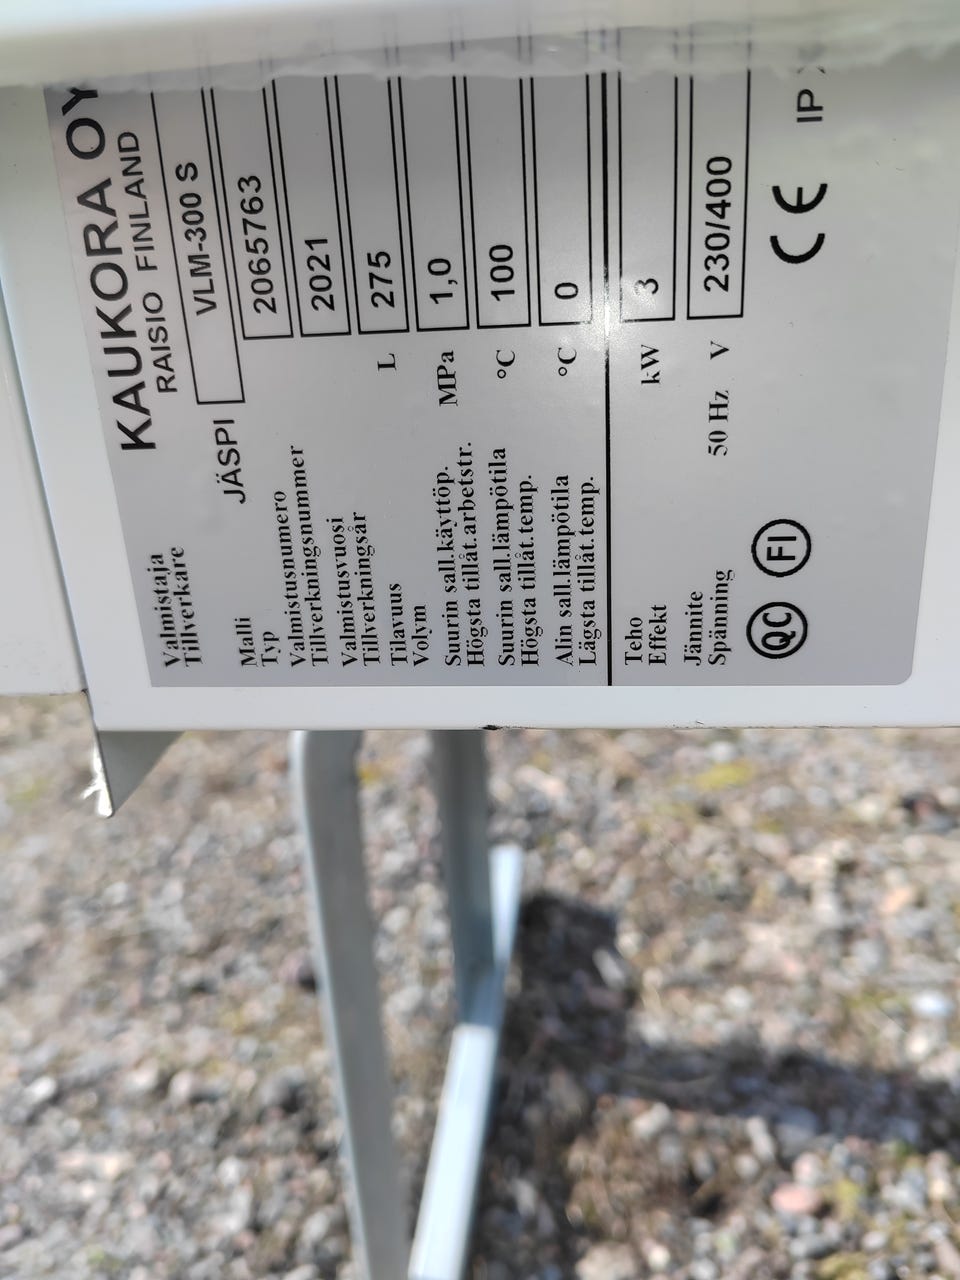 KAUKORA OY
RAISIO FINLAND
Valmistaja
Tillverkare
JÄSPI VLM-300 S
Malli
Typ
Valmistusnumero 2065763
Tillverkningsnummer
Valmistusvuosi 2021
Tillverkningsår
Tilavuus L 275
Volym
Suurin sall.käyttöp. MPa 1,0
Högsta tillåt.arbetstr.
Suurin sall.lämpötila °C 100
Högsta tillåt.temp.
Alin sall.lämpötila °C 0
Lägsta tillåt.temp.
Teho kW 3
Effekt
Jännite 50 Hz V 230/400
Spänning
QC FI CE IP